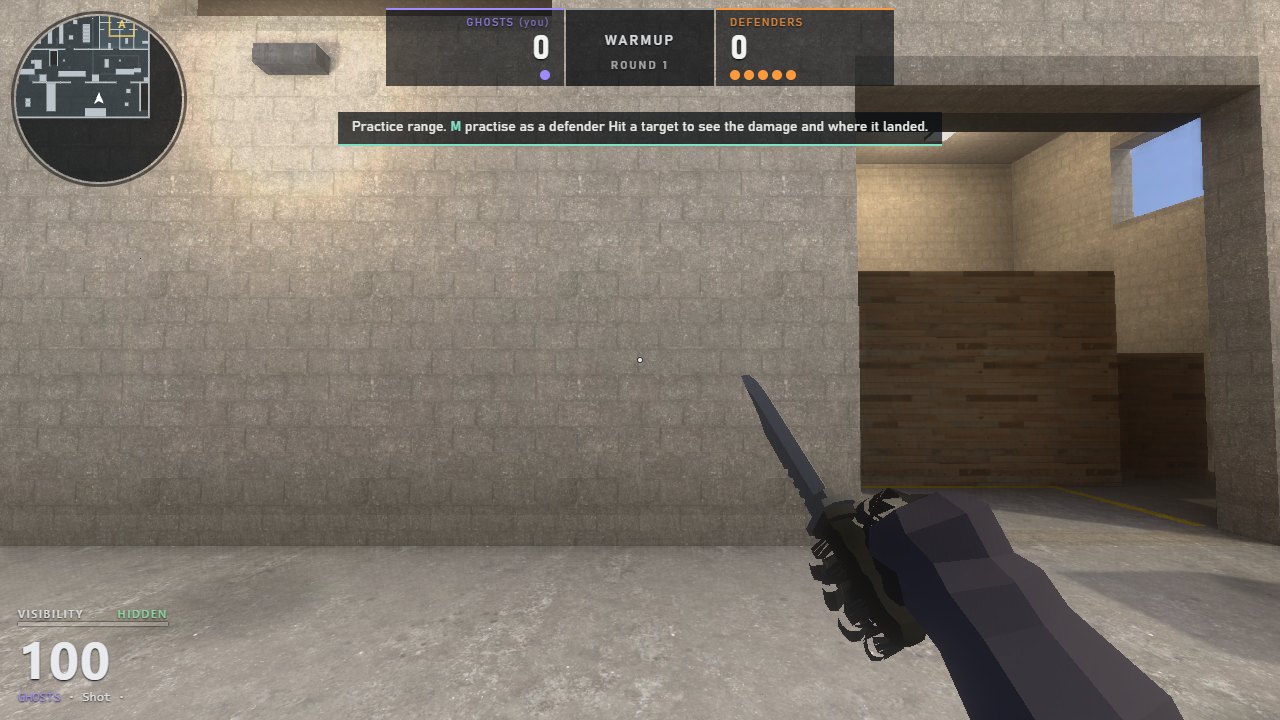 A
GHOSTS (you)
0
WARMUP
ROUND 1
DEFENDERS
0
Practice range. M practise as a defender Hit a target to see the damage and where it landed.
VISIBILITY HIDDEN
100
GHOSTS · Shot ·